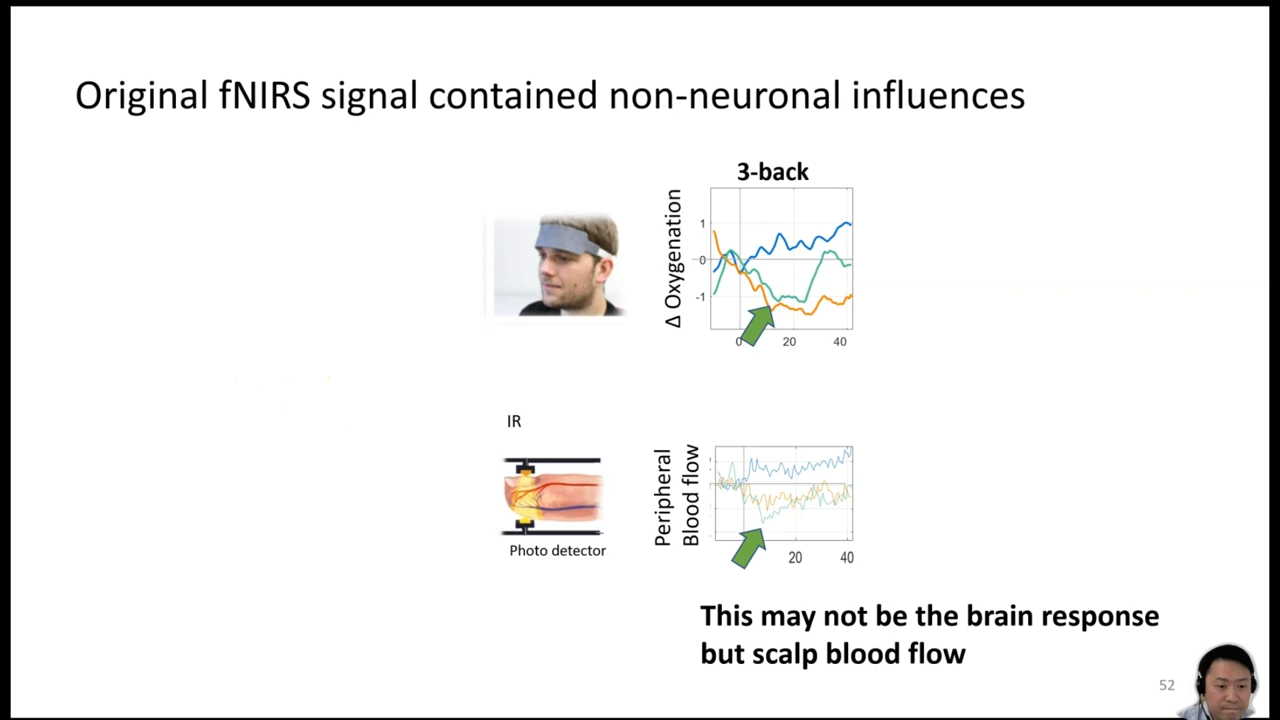 Original fNIRS signal contained non-neuronal influences
3-back
Δ Oxygenation
1
0
-1
0
20
40
IR
Photo detector
Peripheral
Blood flow
20
40
This may not be the brain response
but scalp blood flow
52